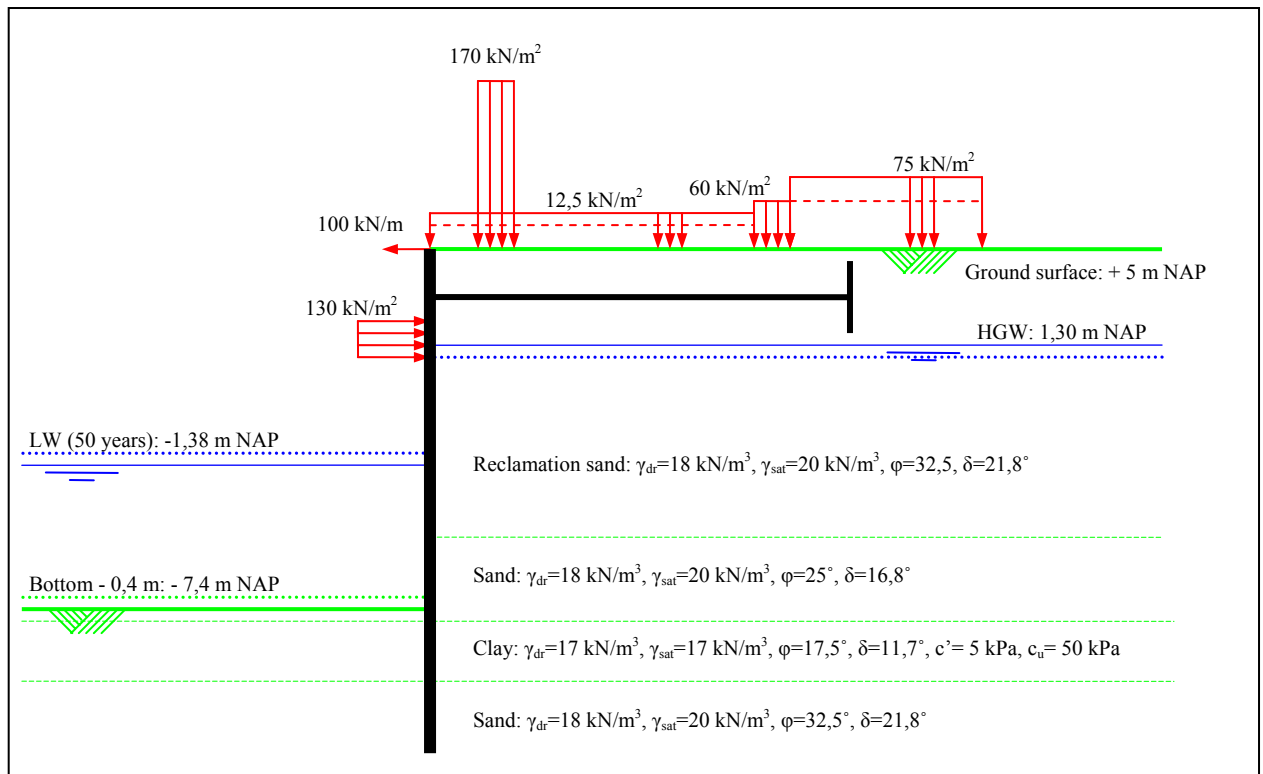 170 kN/m²
75 kN/m²
60 kN/m²
12,5 kN/m²
100 kN/m
Ground surface: + 5 m NAP
130 kN/m²
HGW: 1,30 m NAP
LW (50 years): -1,38 m NAP
Reclamation sand: γdr=18 kN/m³, γsat=20 kN/m³, φ=32,5, δ=21,8˚
Bottom - 0,4 m: - 7,4 m NAP
Sand: γdr=18 kN/m³, γsat=20 kN/m³, φ=25˚, δ=16,8˚
Clay: γdr=17 kN/m³, γsat=17 kN/m³, φ=17,5˚, δ=11,7˚, c’= 5 kPa, cu= 50 kPa
Sand: γdr=18 kN/m³, γsat=20 kN/m³, φ=32,5˚, δ=21,8˚